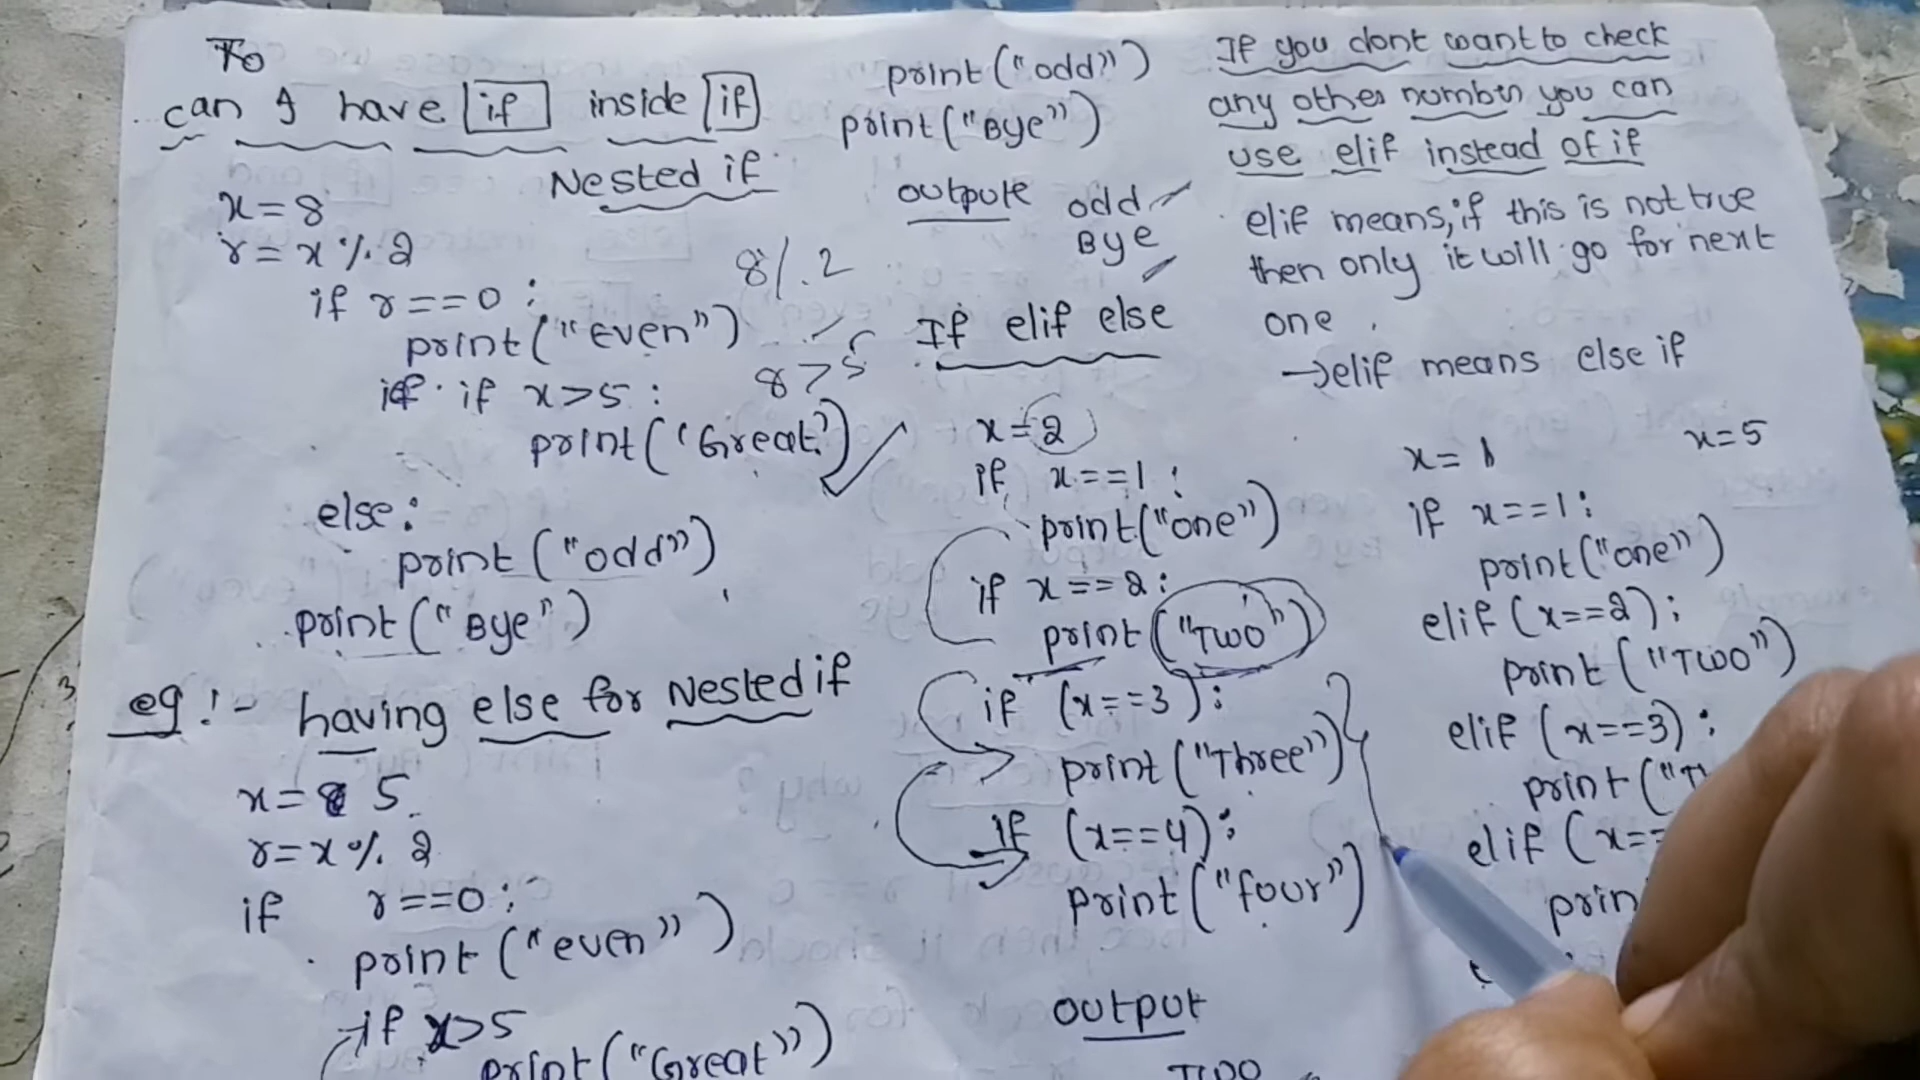 To
can I have if inside if
Nested if
x=8
r=x%2
8%2
if r==0:
print("Even")
if x>5:
8>5
print("Great")
else:
print("odd")
print("Bye")
eg:- having else for Nested if
x= 5
r=x%2
if r==0:
print("even")
if x>5
print("Great")
print("odd")
print("Bye")
outpute odd
Bye
If elif else
x=2
if x==1:
print("one")
if x==2:
print("Two")
if (x==3):
print("Three")
if (x==4):
print("four")
output
Two
If you dont want to check
any other numbr you can
use elif instead of if
elif means, if this is not true
then only it will go for next
one.
→elif means else if
x=1
x=5
if x==1:
print("one")
elif (x==2):
print("Two")
elif (x==3):
print("T
elif (x==
prin